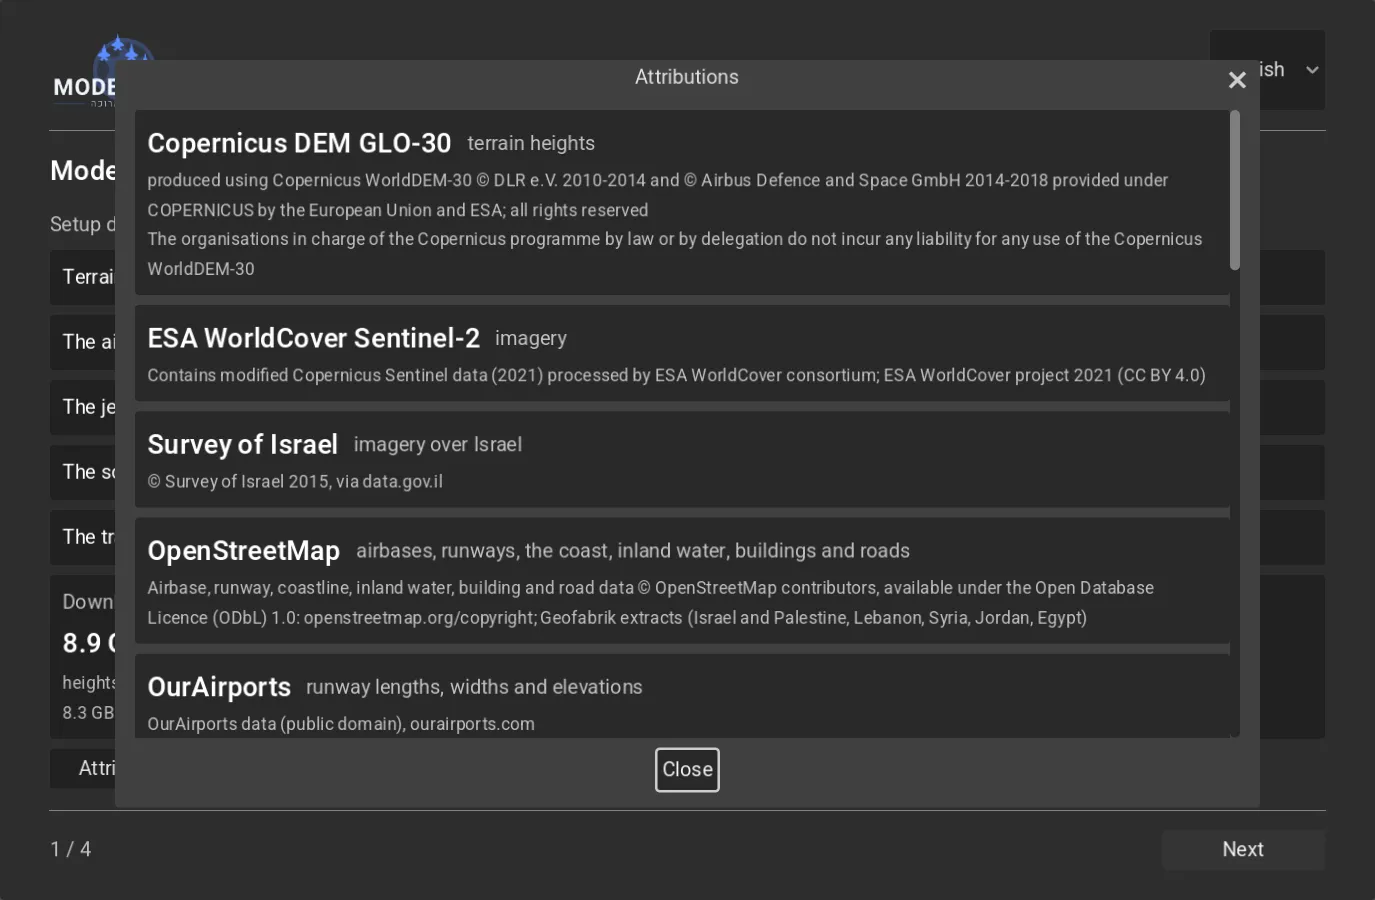 MODE
ish
Attributions
Copernicus DEM GLO-30 terrain heights
produced using Copernicus WorldDEM-30 © DLR e.V. 2010-2014 and © Airbus Defence and Space GmbH 2014-2018 provided under
COPERNICUS by the European Union and ESA; all rights reserved
The organisations in charge of the Copernicus programme by law or by delegation do not incur any liability for any use of the Copernicus
WorldDEM-30
ESA WorldCover Sentinel-2 imagery
Contains modified Copernicus Sentinel data (2021) processed by ESA WorldCover consortium; ESA WorldCover project 2021 (CC BY 4.0)
Survey of Israel imagery over Israel
© Survey of Israel 2015, via data.gov.il
OpenStreetMap airbases, runways, the coast, inland water, buildings and roads
Airbase, runway, coastline, inland water, building and road data © OpenStreetMap contributors, available under the Open Database
Licence (ODbL) 1.0: openstreetmap.org/copyright; Geofabrik extracts (Israel and Palestine, Lebanon, Syria, Jordan, Egypt)
OurAirports runway lengths, widths and elevations
OurAirports data (public domain), ourairports.com
Close
Mode
Setup d
Terrai
The ai
The je
The so
The tr
Down
8.9 G
heights
8.3 GB
Attri
1 / 4
Next